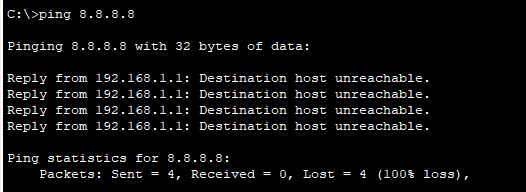 C:\>ping 8.8.8.8
Pinging 8.8.8.8 with 32 bytes of data:
Reply from 192.168.1.1: Destination host unreachable.
Reply from 192.168.1.1: Destination host unreachable.
Reply from 192.168.1.1: Destination host unreachable.
Reply from 192.168.1.1: Destination host unreachable.
Ping statistics for 8.8.8.8:
Packets: Sent = 4, Received = 0, Lost = 4 (100% loss),